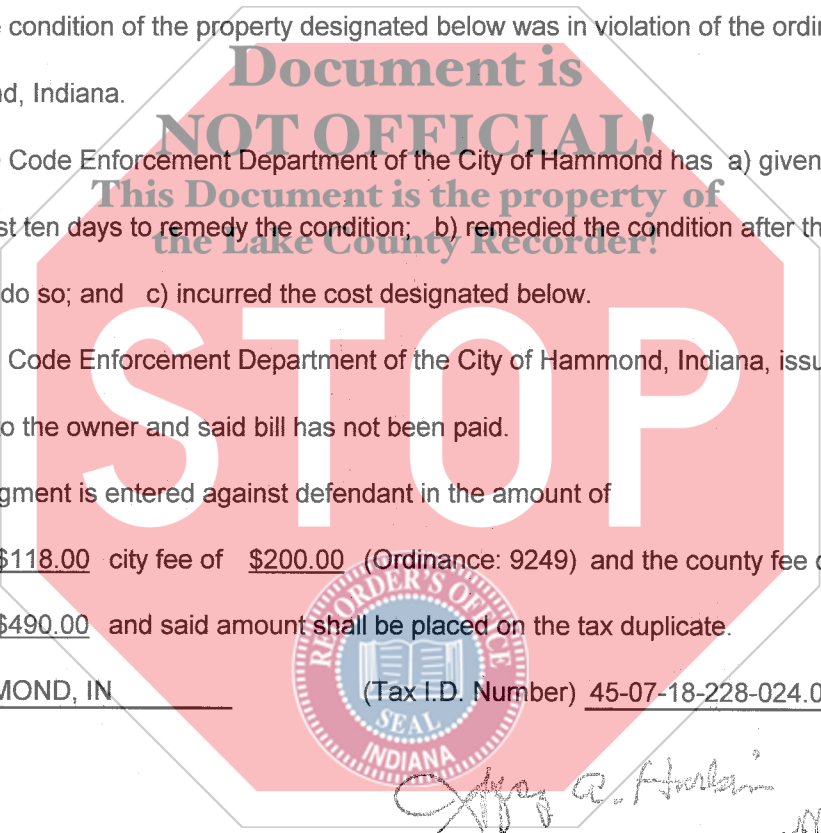 e condition of the property designated below was in violation of the ordin
Document is
nd, Indiana.
NOT OFFICIAL!
e Code Enforcement Department of the City of Hammond has a) given
This Document is the property of
st ten days to remedy the condition; b) remedied the condition after th
the Lake County Recorder!
do so; and c) incurred the cost designated below.
STOP
Code Enforcement Department of the City of Hammond, Indiana, issu
o the owner and said bill has not been paid.
gment is entered against defendant in the amount of
$118.00 city fee of $200.00 (Ordinance: 9249) and the county fee o
$490.00 and said amount shall be placed on the tax duplicate.
MOND, IN (Tax I.D. Number) 45-07-18-228-024.0
RECORDER'S OFFICE
SEAL
INDIANA